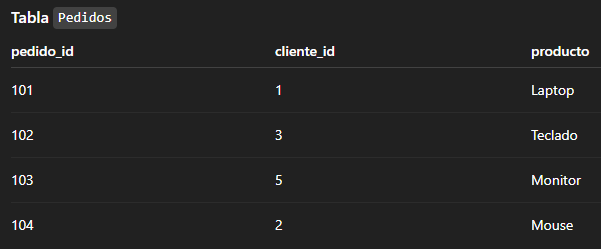 Tabla Pedidos
pedido_id cliente_id producto
101 1 Laptop
102 3 Teclado
103 5 Monitor
104 2 Mouse